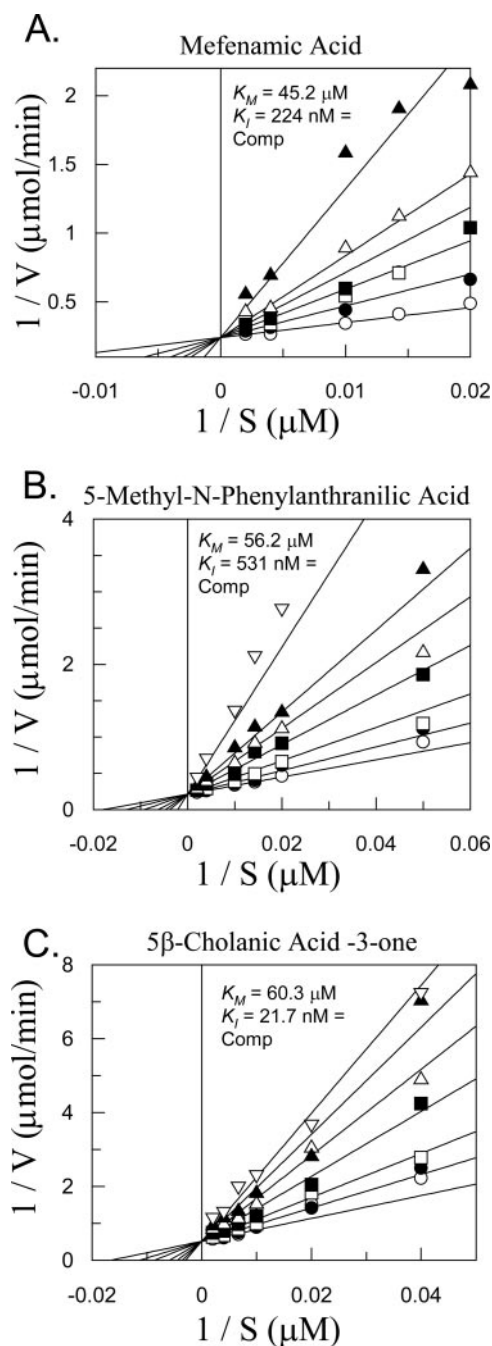 A.
Mefenamic Acid
K_M = 45.2 μM
K_I = 224 nM =
Comp
2
1.5
1
0.5
1 / V (μmol/min)
-0.01 0 0.01 0.02
1 / S (μM)
B.
5-Methyl-N-Phenylanthranilic Acid
K_M = 56.2 μM
K_I = 531 nM =
Comp
4
2
0
1 / V (μmol/min)
-0.02 0 0.02 0.04 0.06
1 / S (μM)
C.
5β-Cholanic Acid -3-one
K_M = 60.3 μM
K_I = 21.7 nM =
Comp
8
6
4
2
0
1 / V (μmol/min)
-0.02 0 0.02 0.04
1 / S (μM)